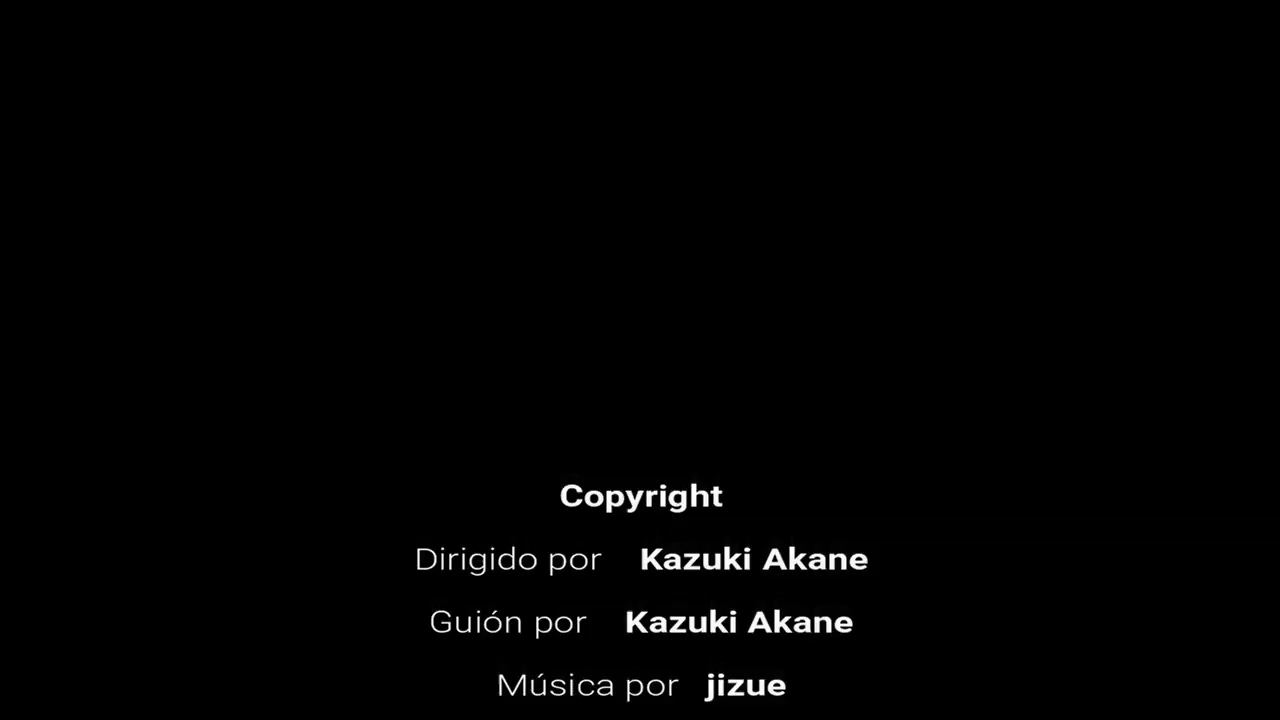 Copyright
Dirigido por Kazuki Akane
Guión por Kazuki Akane
Música por jizue